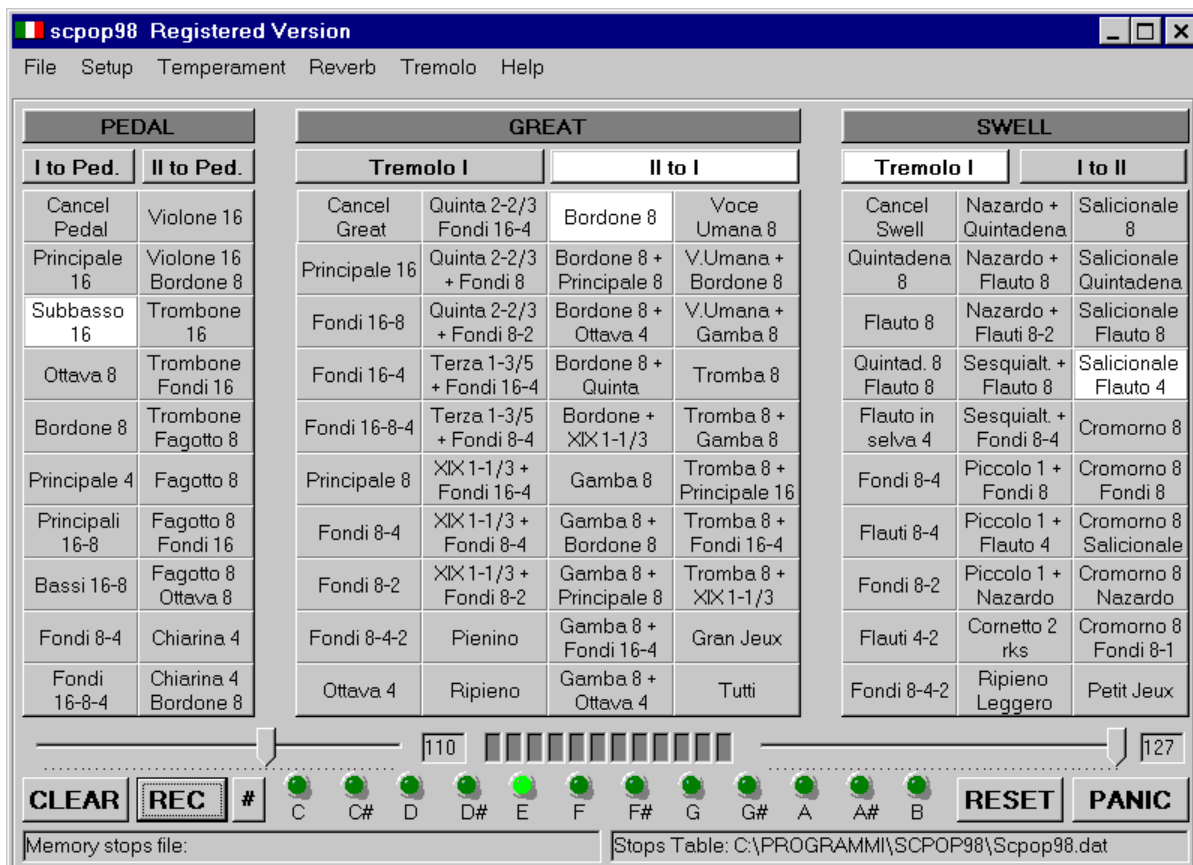 scpop98 Registered Version
File Setup Temperament Reverb Tremolo Help
PEDAL
I to Ped. II to Ped.
Cancel Pedal
Violone 16
Principale 16
Violone 16 Bordone 8
Subbasso 16
Trombone 16
Ottava 8
Trombone Fondi 16
Bordone 8
Trombone Fagotto 8
Principale 4
Fagotto 8
Principali 16-8
Fagotto 8 Fondi 16
Bassi 16-8
Fagotto 8 Ottava 8
Fondi 8-4
Chiarina 4
Fondi 16-8-4
Chiarina 4 Bordone 8
GREAT
Tremolo I II to I
Cancel Great
Quinta 2-2/3 Fondi 16-4
Bordone 8
Voce Umana 8
Principale 16
Quinta 2-2/3 + Fondi 8
Bordone 8 + Principale 8
V.Umana + Bordone 8
Fondi 16-8
Quinta 2-2/3 + Fondi 8-2
Bordone 8 + Ottava 4
V.Umana + Gamba 8
Fondi 16-4
Terza 1-3/5 + Fondi 16-4
Bordone 8 + Quinta
Tromba 8
Fondi 16-8-4
Terza 1-3/5 + Fondi 8-4
Bordone + XIX 1-1/3
Tromba 8 + Gamba 8
Principale 8
XIX 1-1/3 + Fondi 16-4
Gamba 8
Tromba 8 + Principale 16
Fondi 8-4
XIX 1-1/3 + Fondi 8-4
Gamba 8 + Bordone 8
Tromba 8 + Fondi 16-4
Fondi 8-2
XIX 1-1/3 + Fondi 8-2
Gamba 8 + Principale 8
Tromba 8 + XIX 1-1/3
Fondi 8-4-2
Pienino
Gamba 8 + Fondi 16-4
Gran Jeux
Ottava 4
Ripieno
Gamba 8 + Ottava 4
Tutti
SWELL
Tremolo I I to II
Cancel Swell
Nazardo + Quintadena
Salicionale 8
Quintadena 8
Nazardo + Flauto 8
Salicionale Quintadena
Flauto 8
Nazardo + Flauti 8-2
Salicionale Flauto 8
Quintad. 8 Flauto 8
Sesquialt. + Flauto 8
Salicionale Flauto 4
Flauto in selva 4
Sesquialt. + Fondi 8-4
Cromorno 8
Fondi 8-4
Piccolo 1 + Fondi 8
Cromorno 8 Fondi 8
Flauti 8-4
Piccolo 1 + Flauto 4
Cromorno 8 Salicionale
Fondi 8-2
Piccolo 1 + Nazardo
Cromorno 8 Nazardo
Flauti 4-2
Cornetto 2 rks
Cromorno 8 Fondi 8-1
Fondi 8-4-2
Ripieno Leggero
Petit Jeux
110
127
CLEAR REC #
C C# D D# E F F# G G# A A# B
RESET PANIC
Memory stops file:
Stops Table: C:\PROGRAMMI\SCPOP98\Scpop98.dat